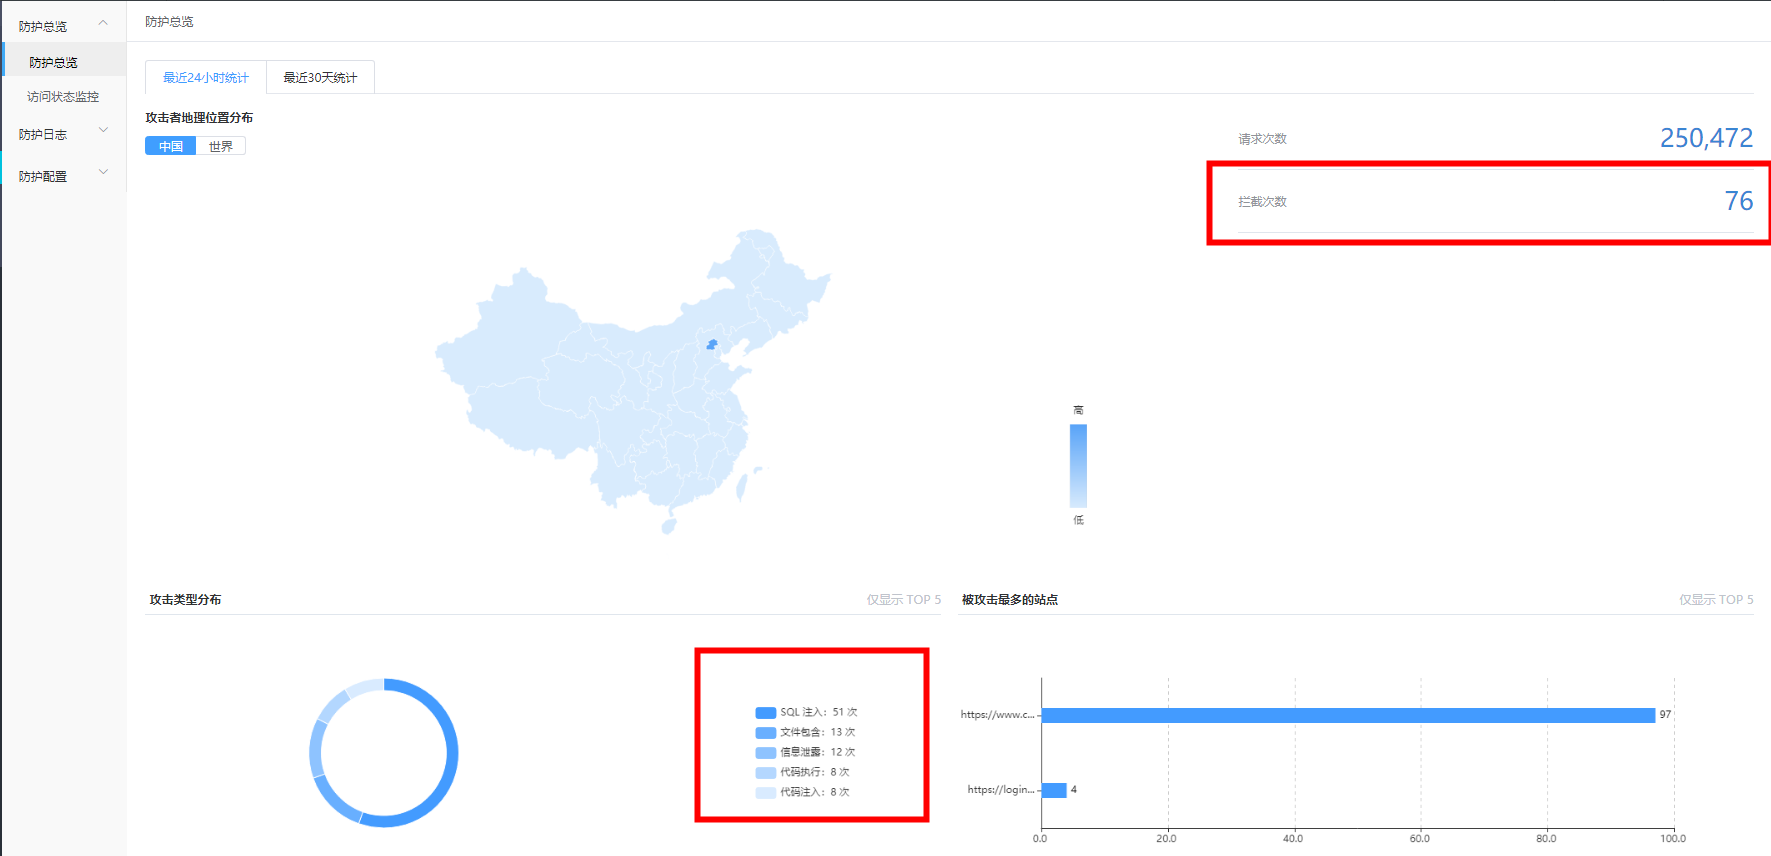 防护总览
防护总览
访问状态监控
防护日志
防护配置
防护总览
最近24小时统计 最近30天统计
攻击者地理位置分布
中国 世界
请求次数 250,472
拦截次数 76
高
低
攻击类型分布 仅显示 TOP 5
SQL 注入：51 次
文件包含：13 次
信息泄露：12 次
代码执行：8 次
代码注入：8 次
被攻击最多的站点 仅显示 TOP 5
https://www.c... 97
https://login... 4
0.0 20.0 40.0 60.0 80.0 100.0